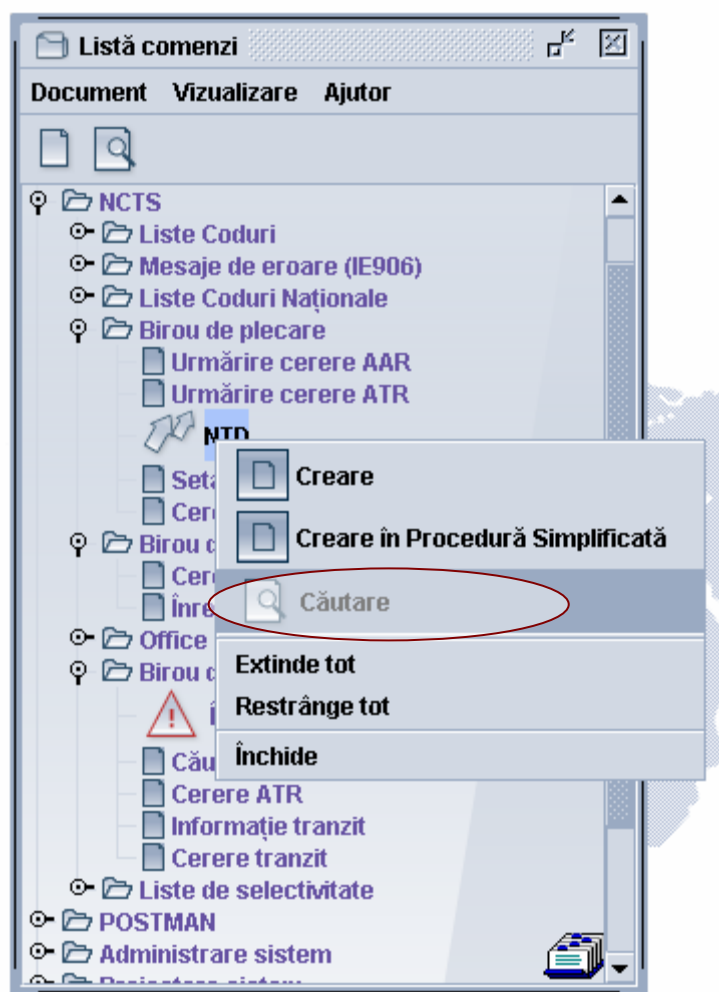 Listă comenzi
Document Vizualizare Ajutor
NCTS
Liste Coduri
Mesaje de eroare (IE906)
Liste Coduri Naționale
Birou de plecare
Urmărire cerere AAR
Urmărire cerere ATR
NTD
Creare
Creare în Procedură Simplificată
Birou
Căutare
Office
Extinde tot
Birou
Restrânge tot
Închide
Cerere ATR
Informație tranzit
Cerere tranzit
Liste de selectivitate
POSTMAN
Administrare sistem